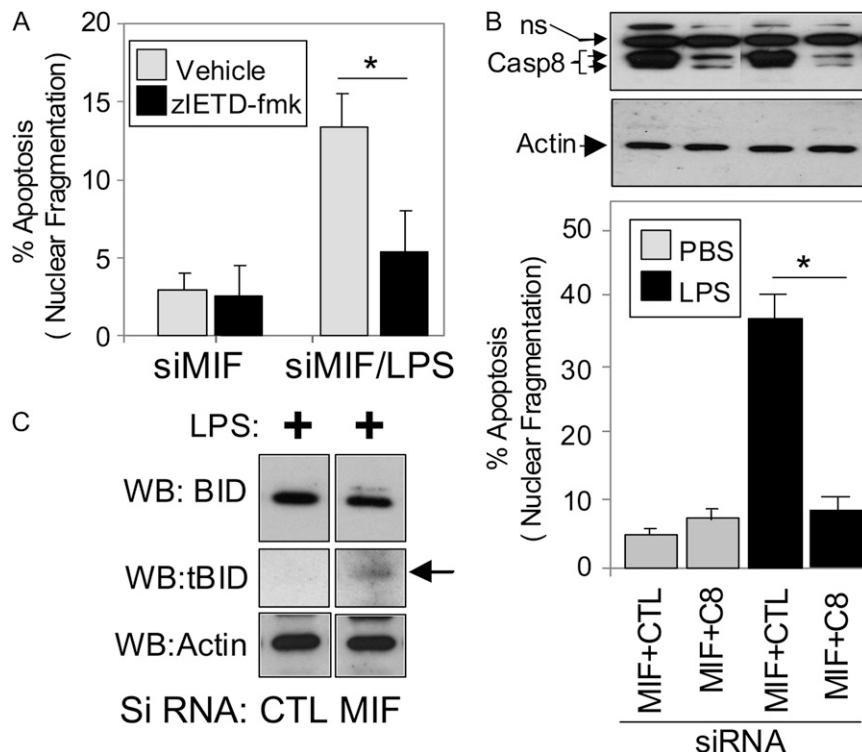 A
% Apoptosis
( Nuclear Fragmentation)
20
15
10
5
0
Vehicle
zIETD-fmk
*
siMIF
siMIF/LPS
B
ns
Casp8
Actin
% Apoptosis
( Nuclear Fragmentation)
50
40
30
20
10
0
PBS
LPS
*
MIF+CTL
MIF+C8
MIF+CTL
MIF+C8
siRNA
C
LPS: + +
WB: BID
WB:tBID
WB:Actin
Si RNA: CTL MIF